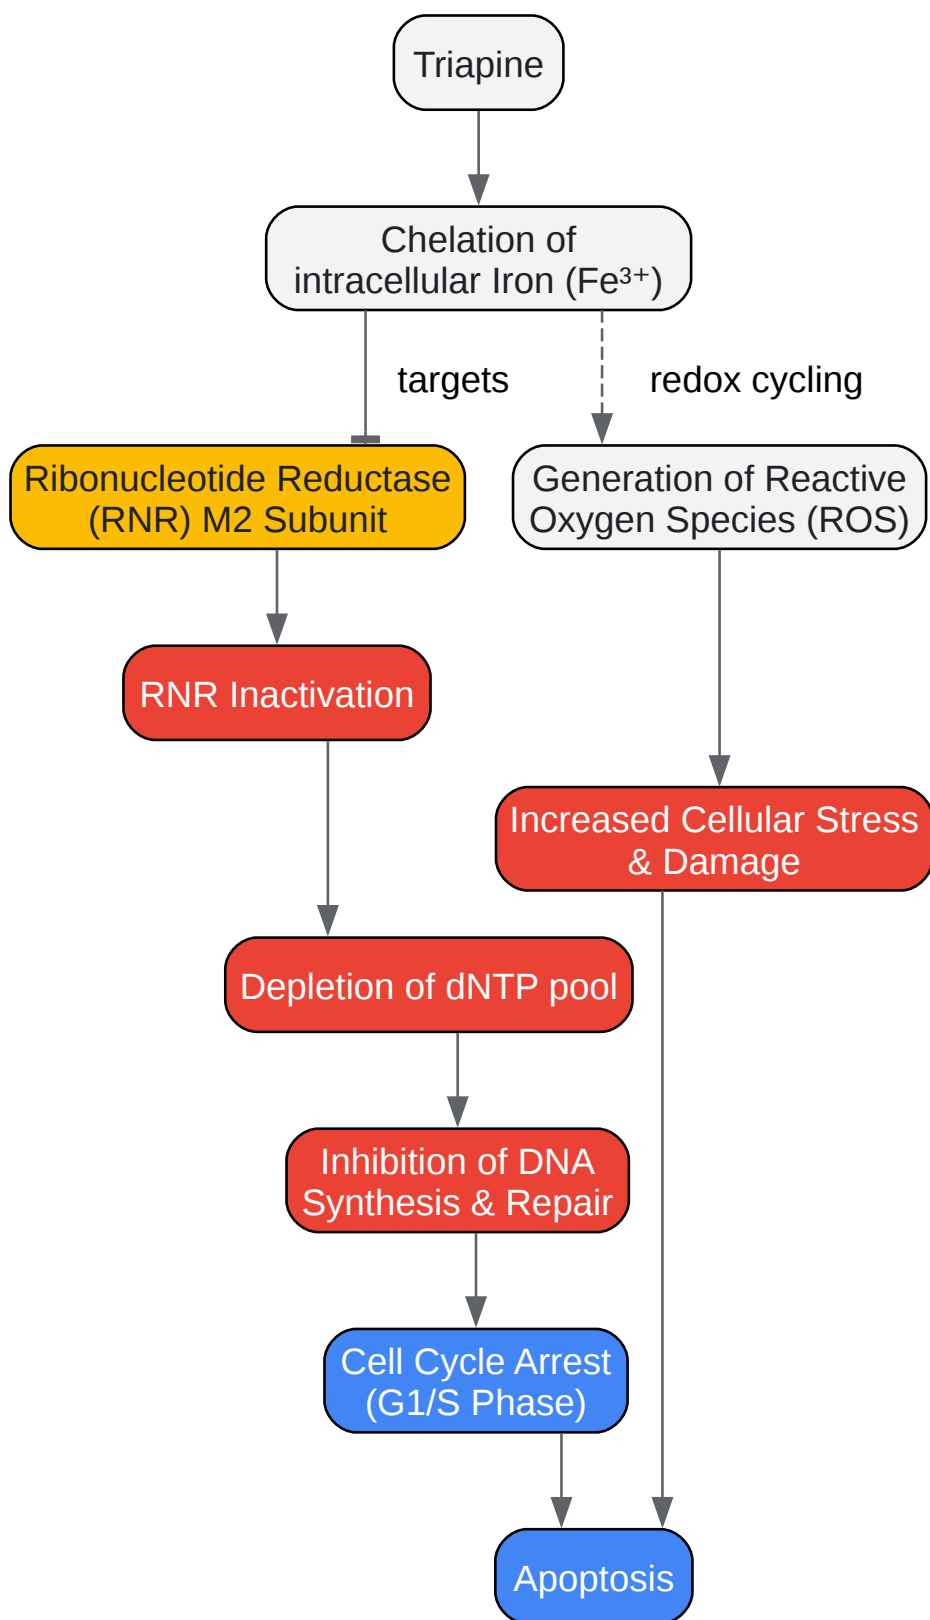 Triapine
Chelation of
intracellular Iron (Fe³⁺)
targets
redox cycling
Ribonucleotide Reductase
(RNR) M2 Subunit
Generation of Reactive
Oxygen Species (ROS)
RNR Inactivation
Increased Cellular Stress
& Damage
Depletion of dNTP pool
Inhibition of DNA
Synthesis & Repair
Cell Cycle Arrest
(G1/S Phase)
Apoptosis